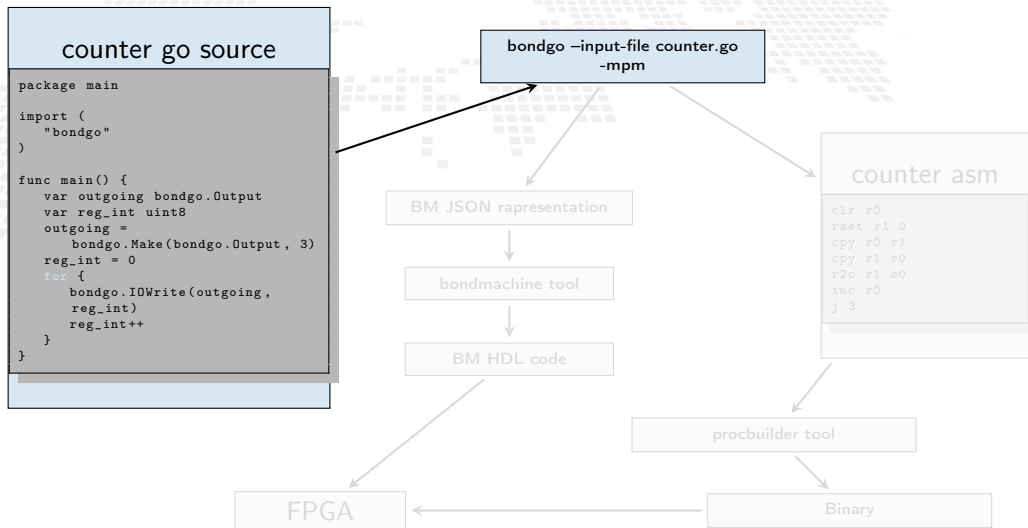 counter go source
package main
import (
"bondgo"
)
func main() {
var outgoing bondgo.Output
var reg_int uint8
outgoing =
bondgo.Make(bondgo.Output, 3)
reg_int = 0
for {
bondgo.IOWrite(outgoing,
reg_int)
reg_int++
}
}
bondgo –input-file counter.go
-mpm
BM JSON rapresentation
bondmachine tool
BM HDL code
FPGA
counter asm
clr r0
rset r1 0
cpy r0 r1
cpy r1 r0
r2o r1 o0
inc r0
j 3
procbuilder tool
Binary